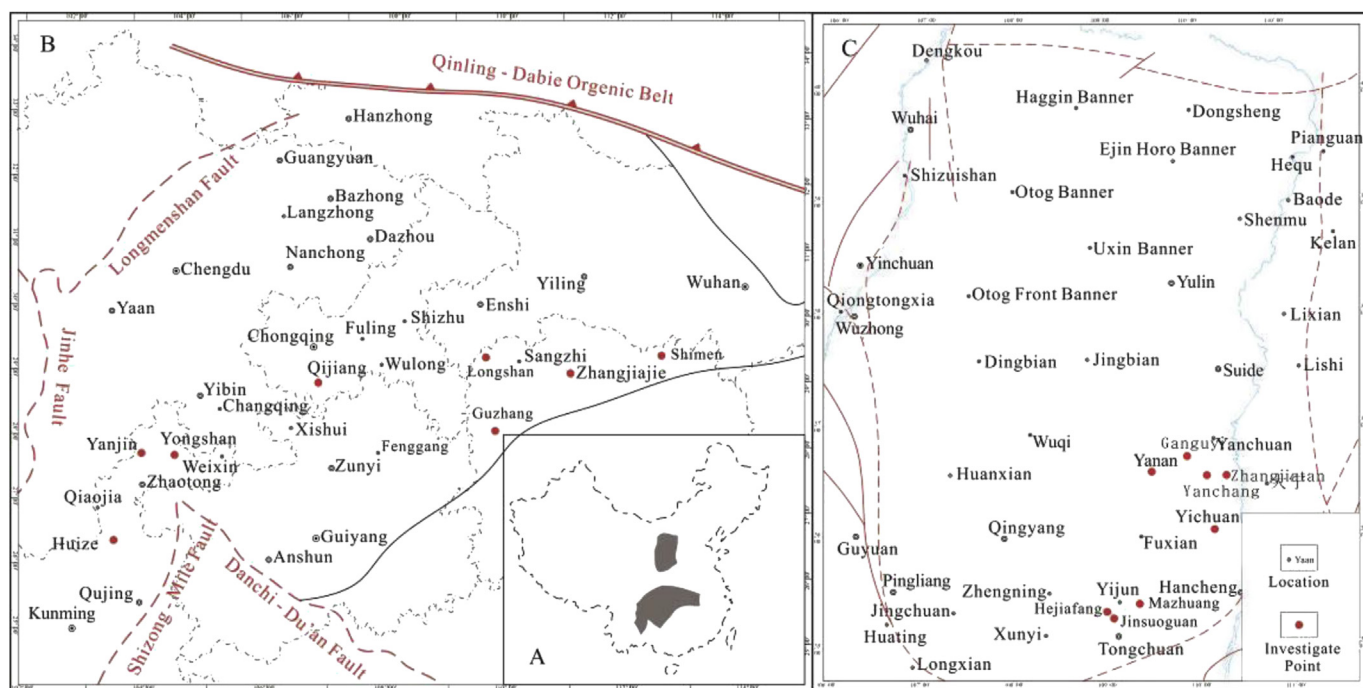 B
Qinling - Dabie Orgenic Belt
Hanzhong
Guangyuan
Longmenshan Fault
Bazhong
Langzhong
Dazhou
Nanchong
Chengdu
Yiling
Wuhan
Yaan
Enshi
Shizhu
Fuling
Chongqing
Jinhe Fault
Qijiang
Wulong
Longshan
Sangzhi
Shimen
Zhangjiajie
Yibin
Changqing
Guzhang
Xishui
Yanjin
Yongshan
Weixin
Fenggang
Zunyi
Zhaotong
Qiaojia
Huize
Guiyang
Anshun
Qujing
Kunming
Shizong - Mile Fault
Danchi - Du'an Fault
A
C
Dengkou
Haggin Banner
Dongsheng
Wuhai
Pianguan
Ejin Horo Banner
Hequ
Shizuishan
Otog Banner
Baode
Shenmu
Kelan
Uxin Banner
Yinchuan
Yulin
Otog Front Banner
Qiongtongxia
Wuzhong
Lixian
Dingbian
Jingbian
Suide
Lishi
Wuqi
Yanchuan
Yanan
Huanxian
Zhangjiatan
Yanchang
Yichuan
Qingyang
Guyuan
Fuxian
Pingliang
Zhengning
Yijun
Hancheng
Jingchuan
Hejiafang
Mazhuang
Jinsuoguan
Huating
Xunyi
Tongchuan
Longxian
Yaan
Location
Investigate
Point